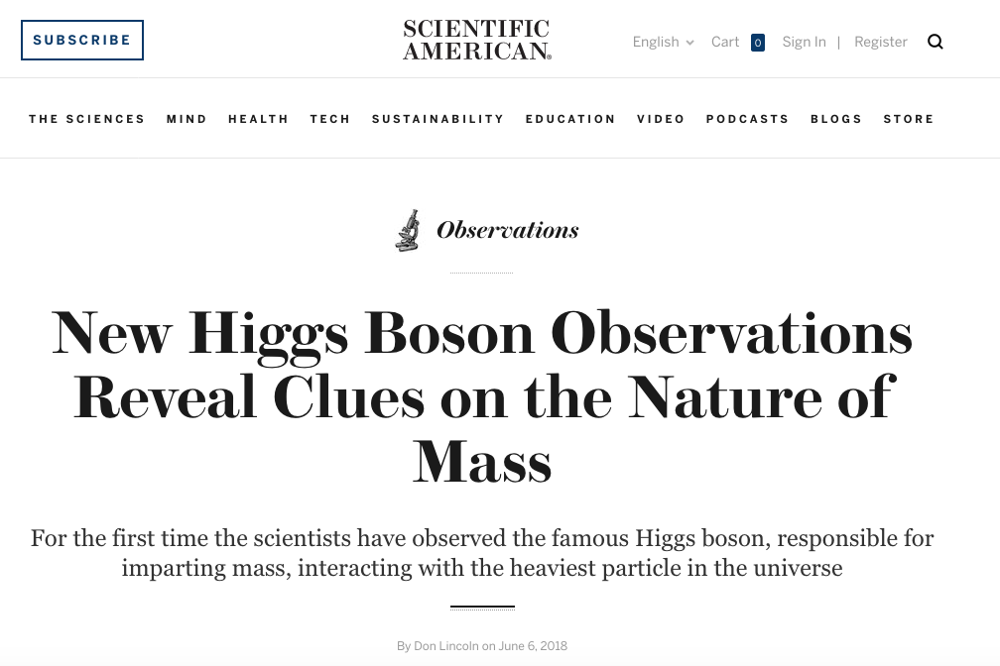 SUBSCRIBE
SCIENTIFIC
AMERICAN®
English Cart 0 Sign In | Register
THE SCIENCES MIND HEALTH TECH SUSTAINABILITY EDUCATION VIDEO PODCASTS BLOGS STORE
Observations
New Higgs Boson Observations
Reveal Clues on the Nature of
Mass
For the first time the scientists have observed the famous Higgs boson, responsible for
imparting mass, interacting with the heaviest particle in the universe
By Don Lincoln on June 6, 2018